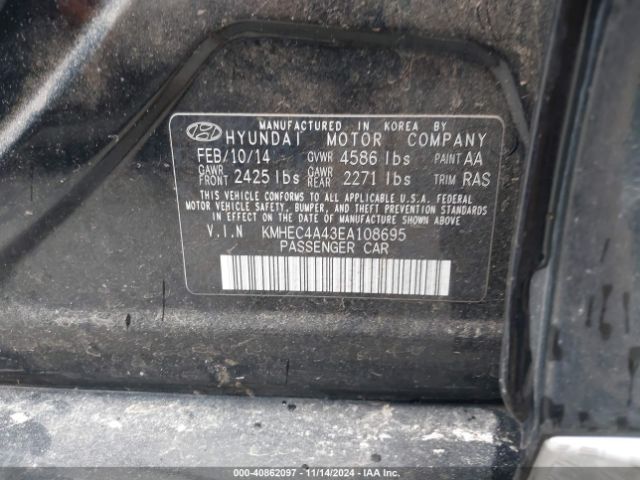 MANUFACTURED IN KOREA BY
HYUNDAI MOTOR COMPANY
FEB/10/14 GVWR 4586 lbs PAINT AA
GAWR FRONT 2425 lbs GAWR REAR 2271 lbs TRIM RAS
THIS VEHICLE CONFORMS TO ALL APPLICABLE U.S.A. FEDERAL
MOTOR VEHICLE SAFETY, BUMPER, AND THEFT PREVENTION STANDARDS
IN EFFECT ON THE DATE OF MANUFACTURE SHOWN ABOVE
V.I.N KMHEC4A43EA108695
PASSENGER CAR
000-40862097 - 11/14/2024 - IAA Inc.